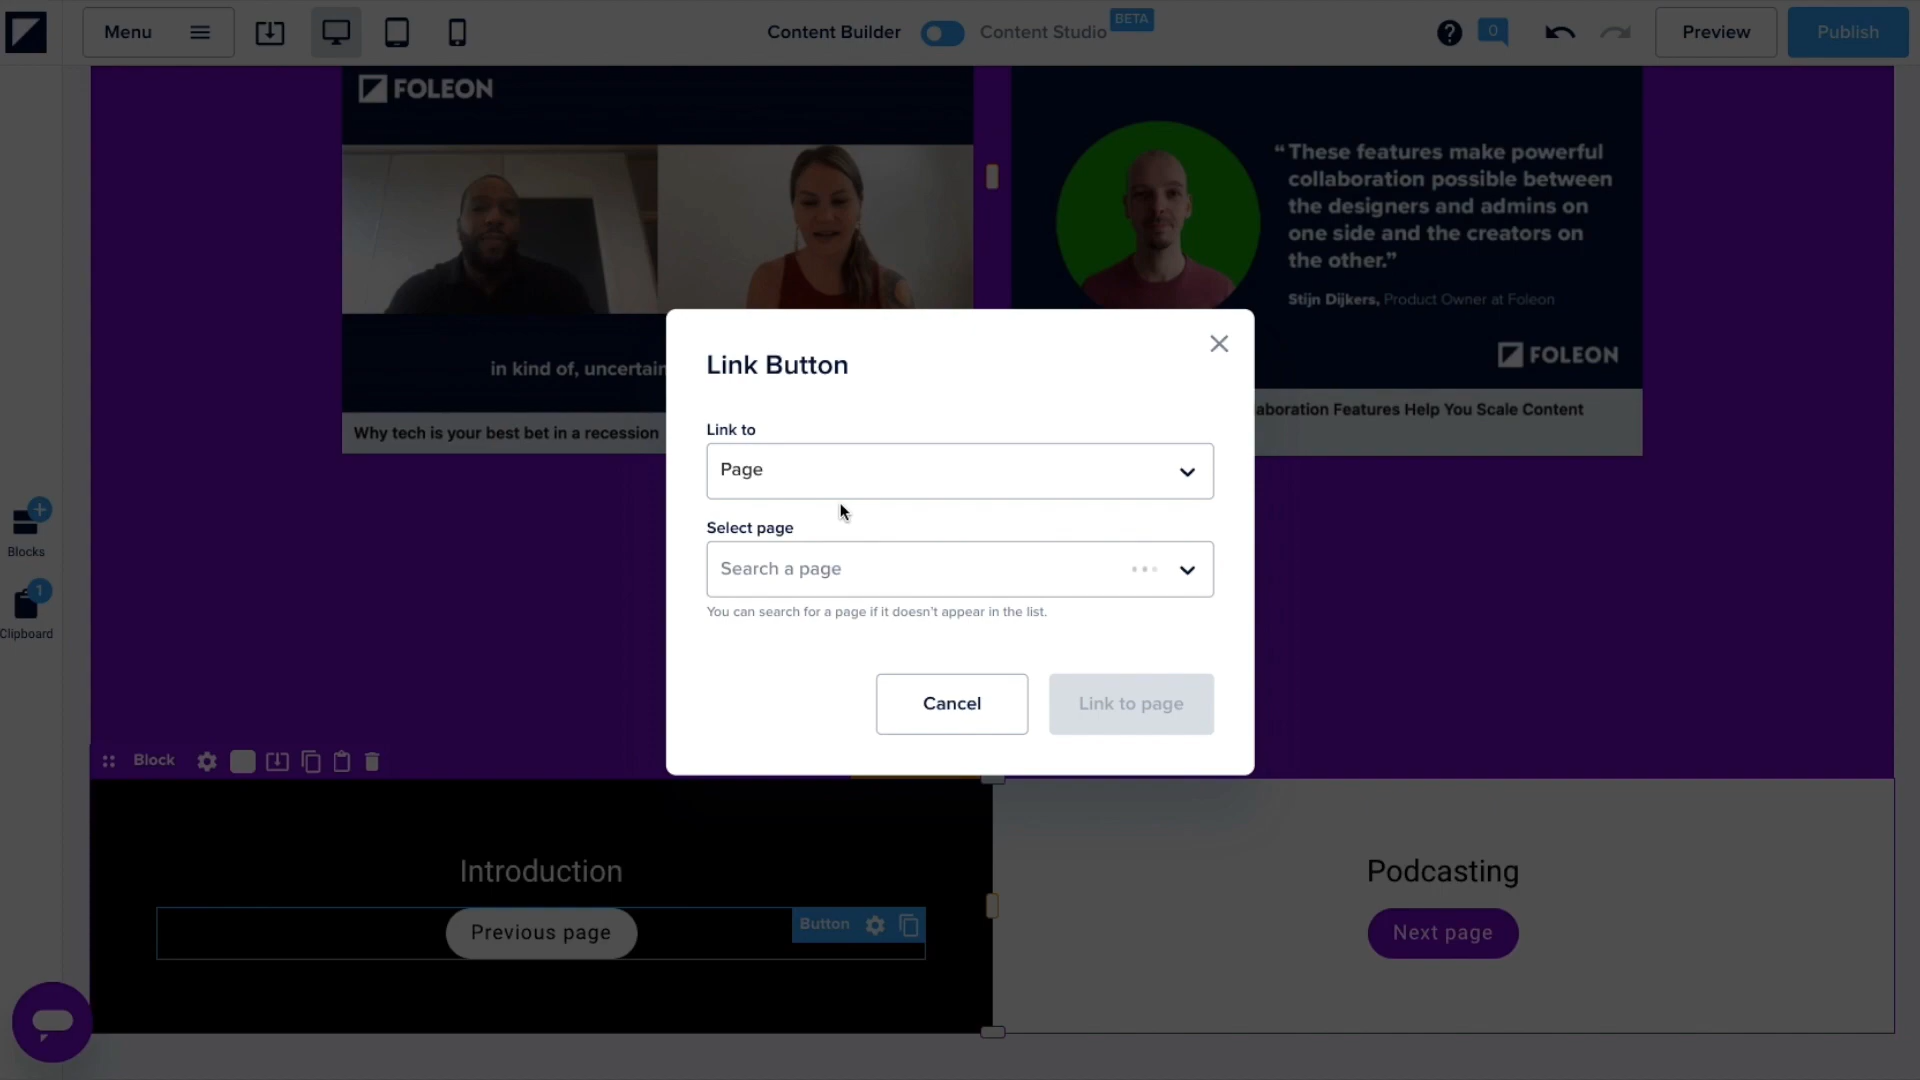 Menu
Content Builder
Content Studio
BETA
0
Preview
Publish
FOLEON
“These features make powerful
collaboration possible between
the designers and admins on
one side and the creators on
the other.”
Stijn Dijkers, Product Owner at Foleon
FOLEON
in kind of, uncertain
Why tech is your best bet in a recession
aboration Features Help You Scale Content
Link Button
Link to
Page
Select page
Search a page
You can search for a page if it doesn't appear in the list.
Cancel
Link to page
Blocks
1
Clipboard
Block
Introduction
Previous page
Button
Podcasting
Next page